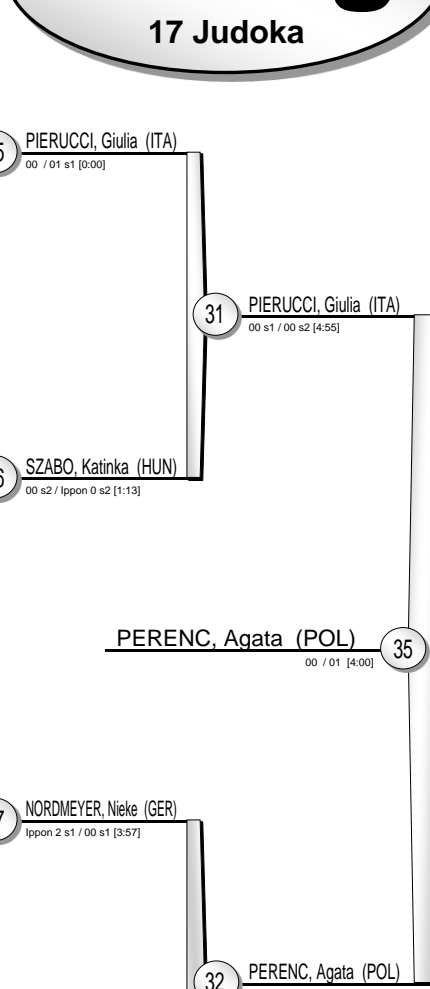 17 Judoka
PIERUCCI, Giulia (ITA)
00 / 01 s1 [0:00]
31
PIERUCCI, Giulia (ITA)
00 s1 / 00 s2 [4:55]
SZABO, Katinka (HUN)
00 s2 / Ippon 0 s2 [1:13]
PERENC, Agata (POL)
35
00 / 01 [4:00]
NORDMEYER, Nieke (GER)
Ippon 2 s1 / 00 s1 [3:57]
32
PERENC, Agata (POL)